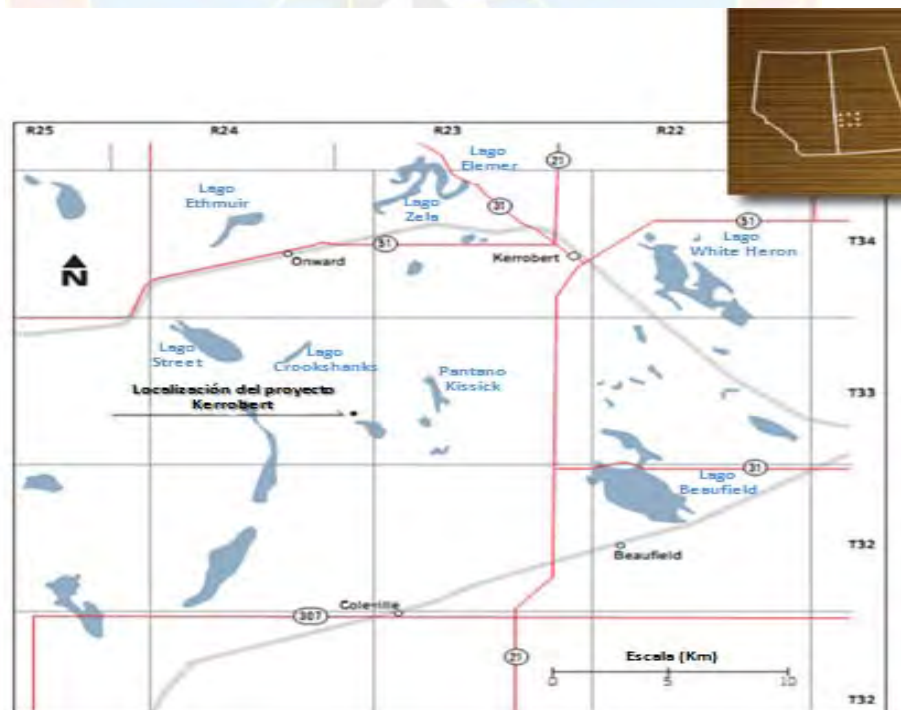 R25
R24
R23
R22
Lago
Elemer
21
Lago
Ethmuir
Lago
Zela
31
51
51
Lago
White Heron
T34
Onward
Kerrobert
N
Lago
Street
Lago
Crookshanks
Pantano
Kissick
Localización del proyecto
Kerrobert
T33
31
Lago
Beaufield
T32
Beaufield
Coleville
307
21
Escala (Km)
0
5
10
T32